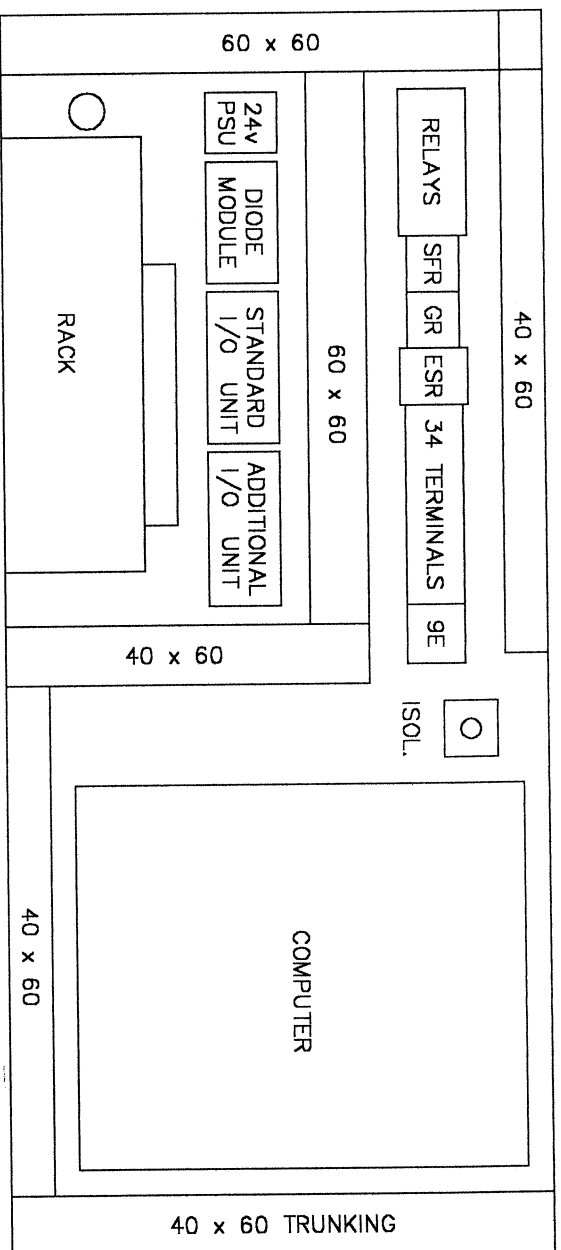 60 x 60
40 x 60
RELAYS
SFR
GR
ESR
34 TERMINALS
9E
60 x 60
24v
PSU
DIODE
MODULE
STANDARD
I/O UNIT
ADDITIONAL
I/O UNIT
RACK
40 x 60
ISOL.
COMPUTER
40 x 60
40 x 60 TRUNKING